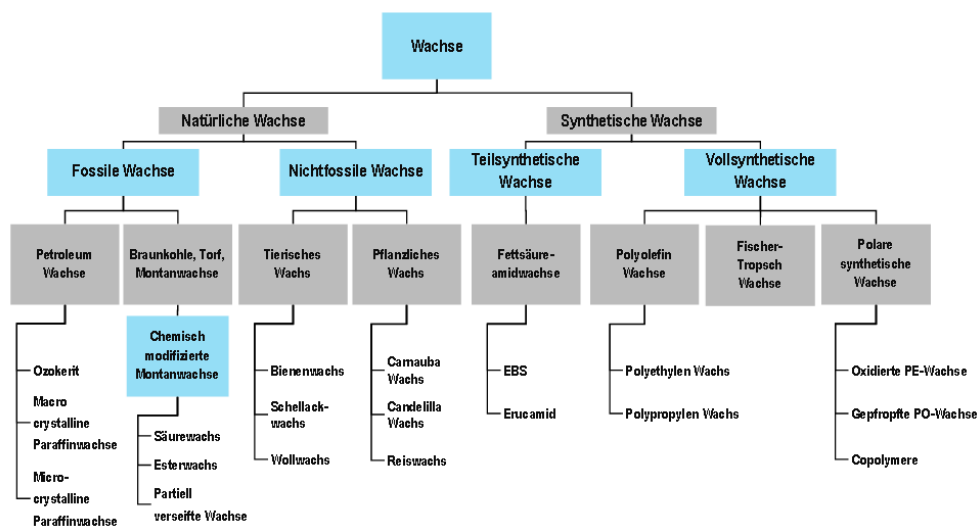 Wachse
Natürliche Wachse
Synthetische Wachse
Fossile Wachse
Nichtfossile Wachse
Teilsynthetische
Wachse
Vollsynthetische
Wachse
Petroleum
Wachse
Braunkohle, Torf,
Montanwachse
Tierisches
Wachs
Pflanzliches
Wachs
Fettsäure-
amidwachse
Polyolefin
Wachse
Fischer-
Tropsch
Wachse
Polare
synthetische
Wachse
Chemisch
modifizierte
Montanwachse
Ozokerit
Macro
crystalline
Paraffinwachse
Micro-
crystalline
Paraffinwachse
Säurewachs
Esterwachs
Partiell
verseifte Wachse
Bienenwachs
Schellack-
wachs
Wollwachs
Carnauba
Wachs
Candelilla
Wachs
Reiswachs
EBS
Erucamid
Polyethylen Wachs
Polypropylen Wachs
Oxidierte PE-Wachse
Gepfropfte PO-Wachse
Copolymere